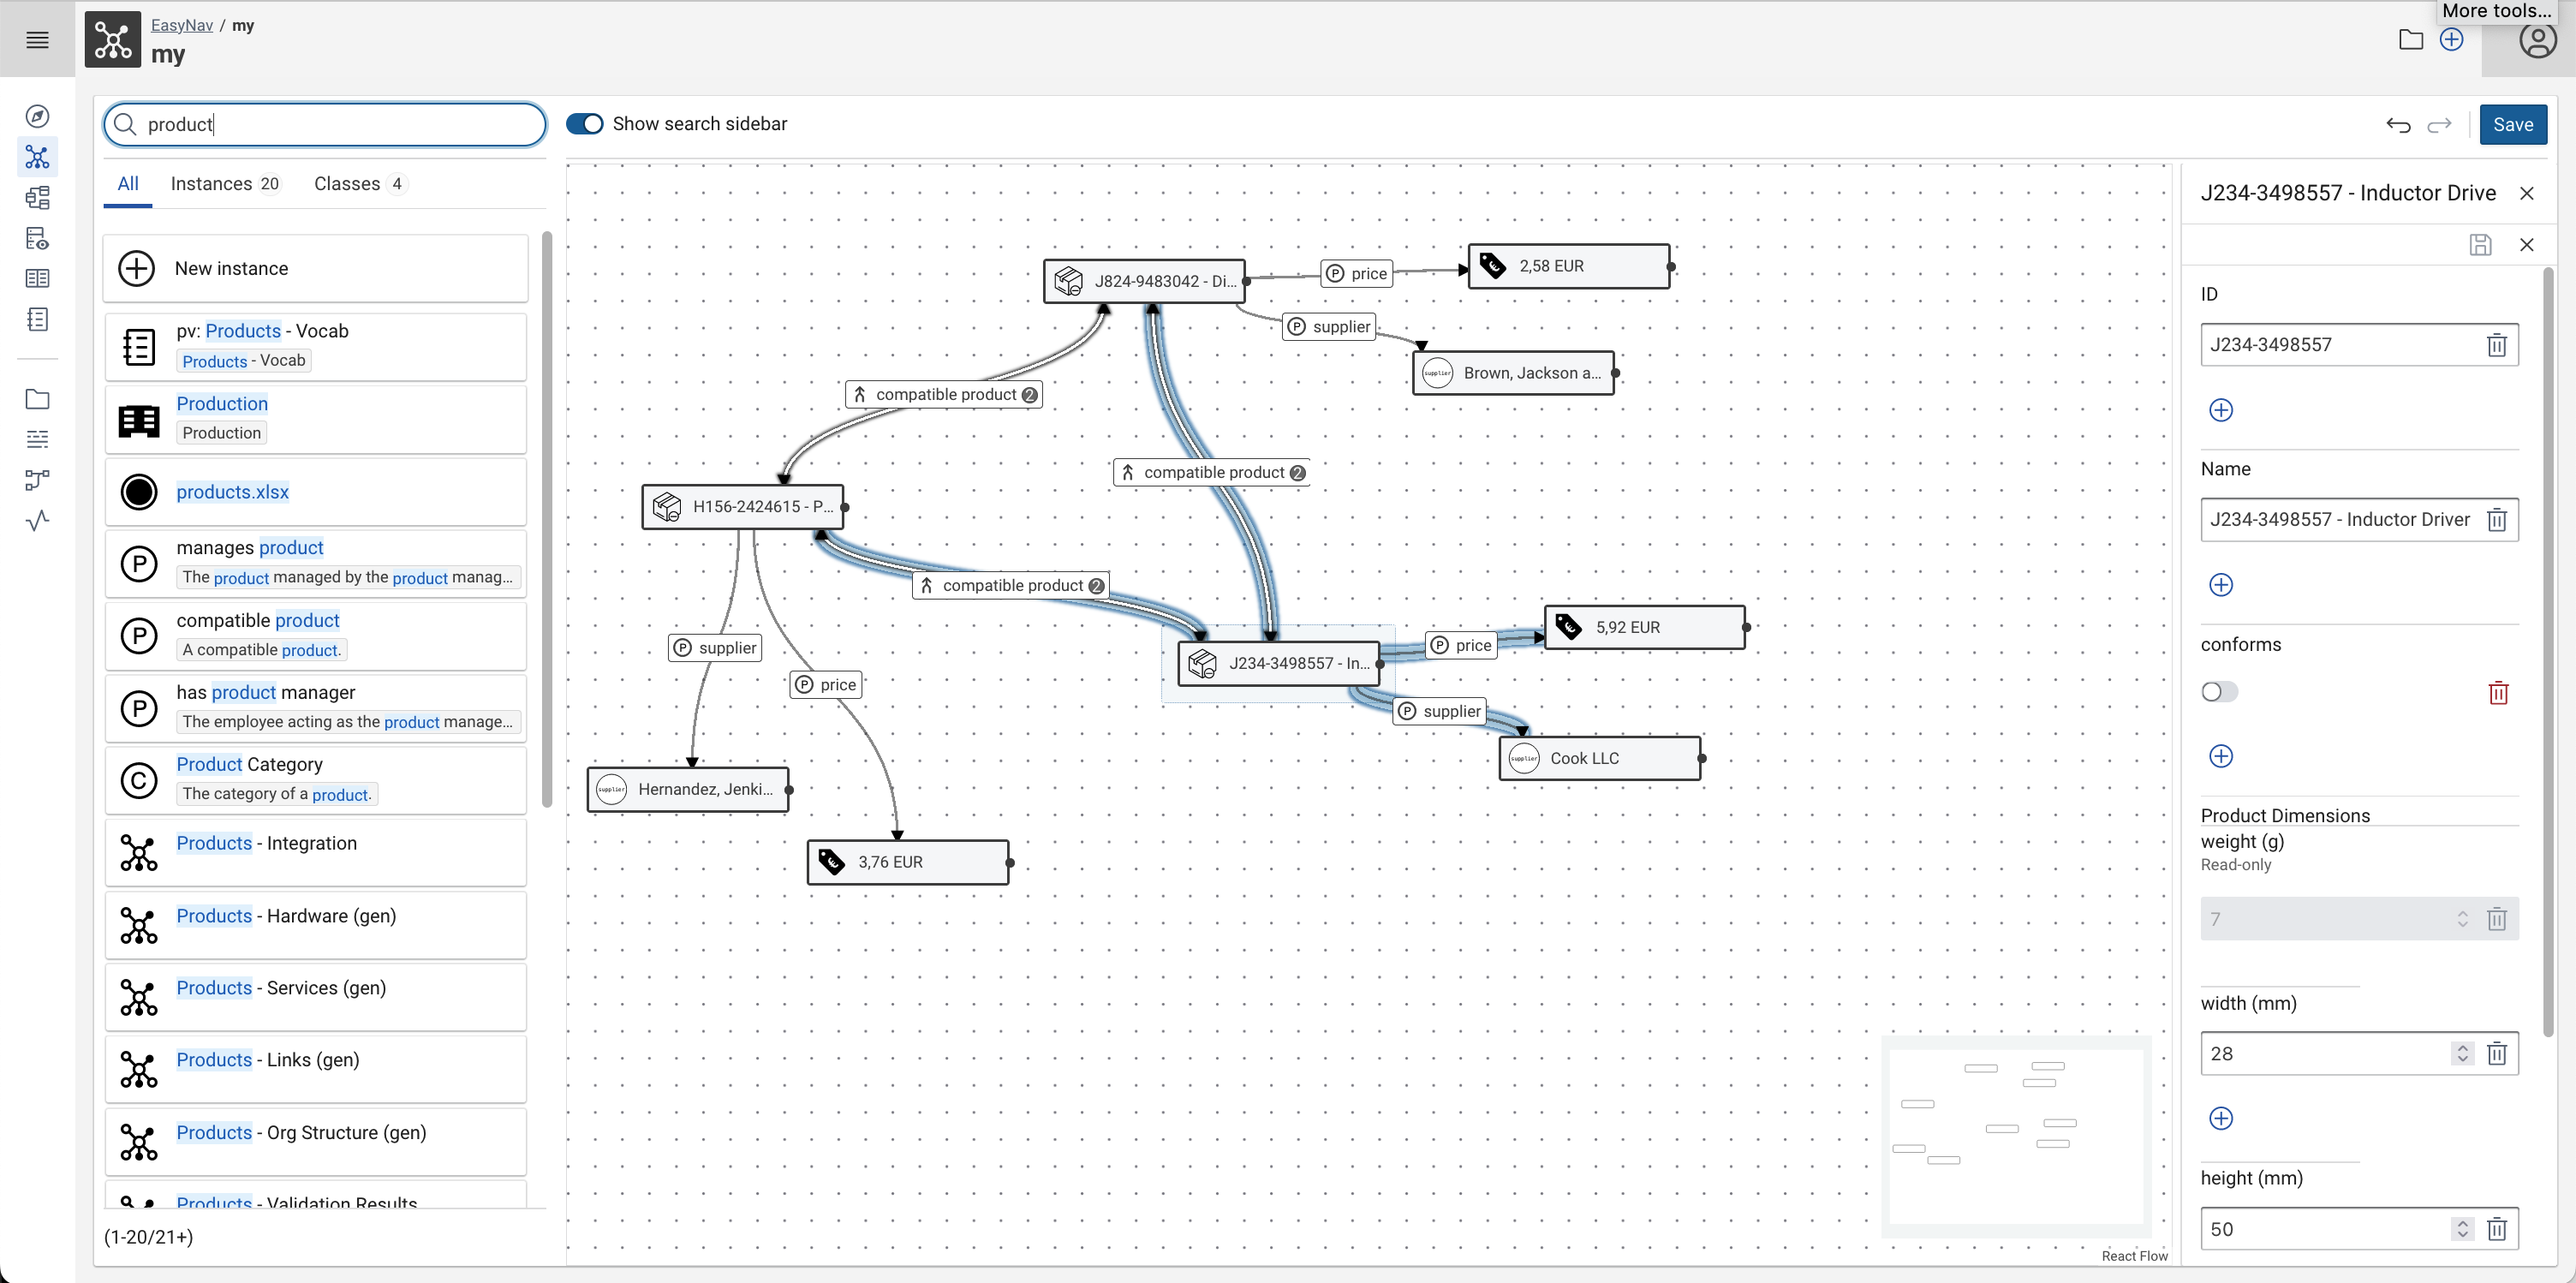 More tools...
EasyNav / my
my
product
Show search sidebar
Save
All
Instances 20
Classes 4
New instance
pv: Products - Vocab
Products - Vocab
Production
Production
products.xlsx
P
manages product
The product managed by the product manag...
P
compatible product
A compatible product.
P
has product manager
The employee acting as the product manage...
C
Product Category
The category of a product.
Products - Integration
Products - Hardware (gen)
Products - Services (gen)
Products - Links (gen)
Products - Org Structure (gen)
Products - Validation Results
(1-20/21+)
J824-9483042 - Di...
P price
2,58 EUR
P supplier
supplier
Brown, Jackson a...
compatible product 2
compatible product 2
H156-2424615 - P...
compatible product 2
P supplier
P price
J234-3498557 - In...
P price
5,92 EUR
P supplier
supplier
Cook LLC
supplier
Hernandez, Jenki...
3,76 EUR
React Flow
J234-3498557 - Inductor Drive
ID
J234-3498557
Name
J234-3498557 - Inductor Driver
conforms
Product Dimensions
weight (g)
Read-only
7
width (mm)
28
height (mm)
50